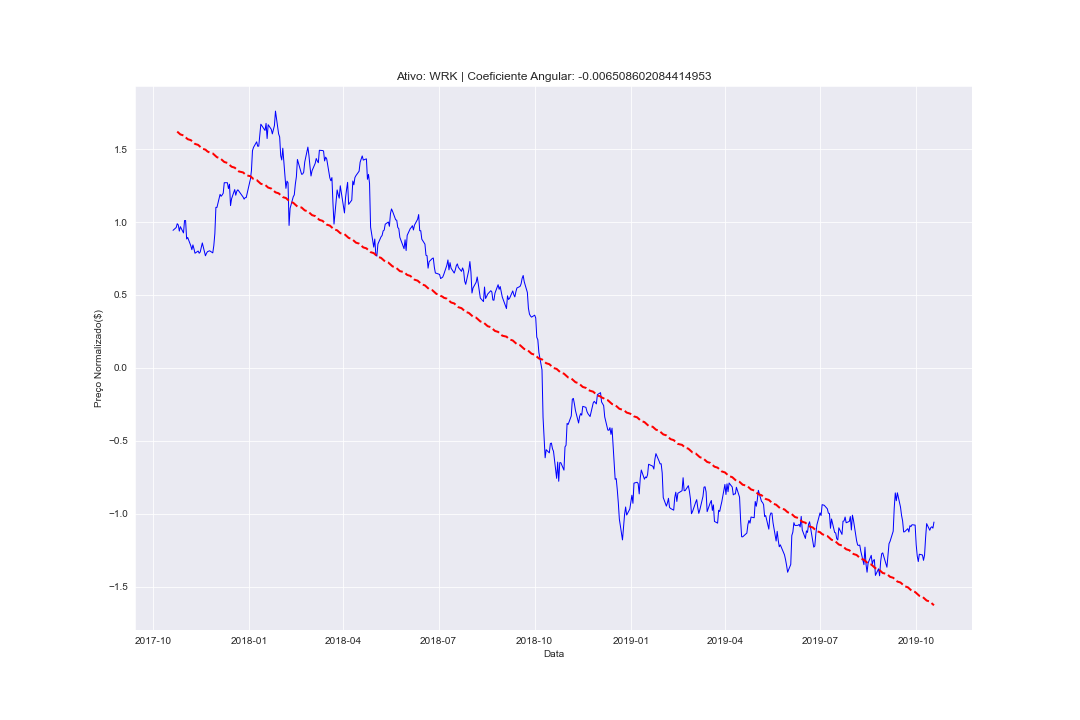 Ativo: WRK | Coeficiente Angular: -0.006508602084414953
1.5
1.0
0.5
0.0
−0.5
−1.0
−1.5
Preço Normalizado($)
2017-10 2018-01 2018-04 2018-07 2018-10 2019-01 2019-04 2019-07 2019-10
Data